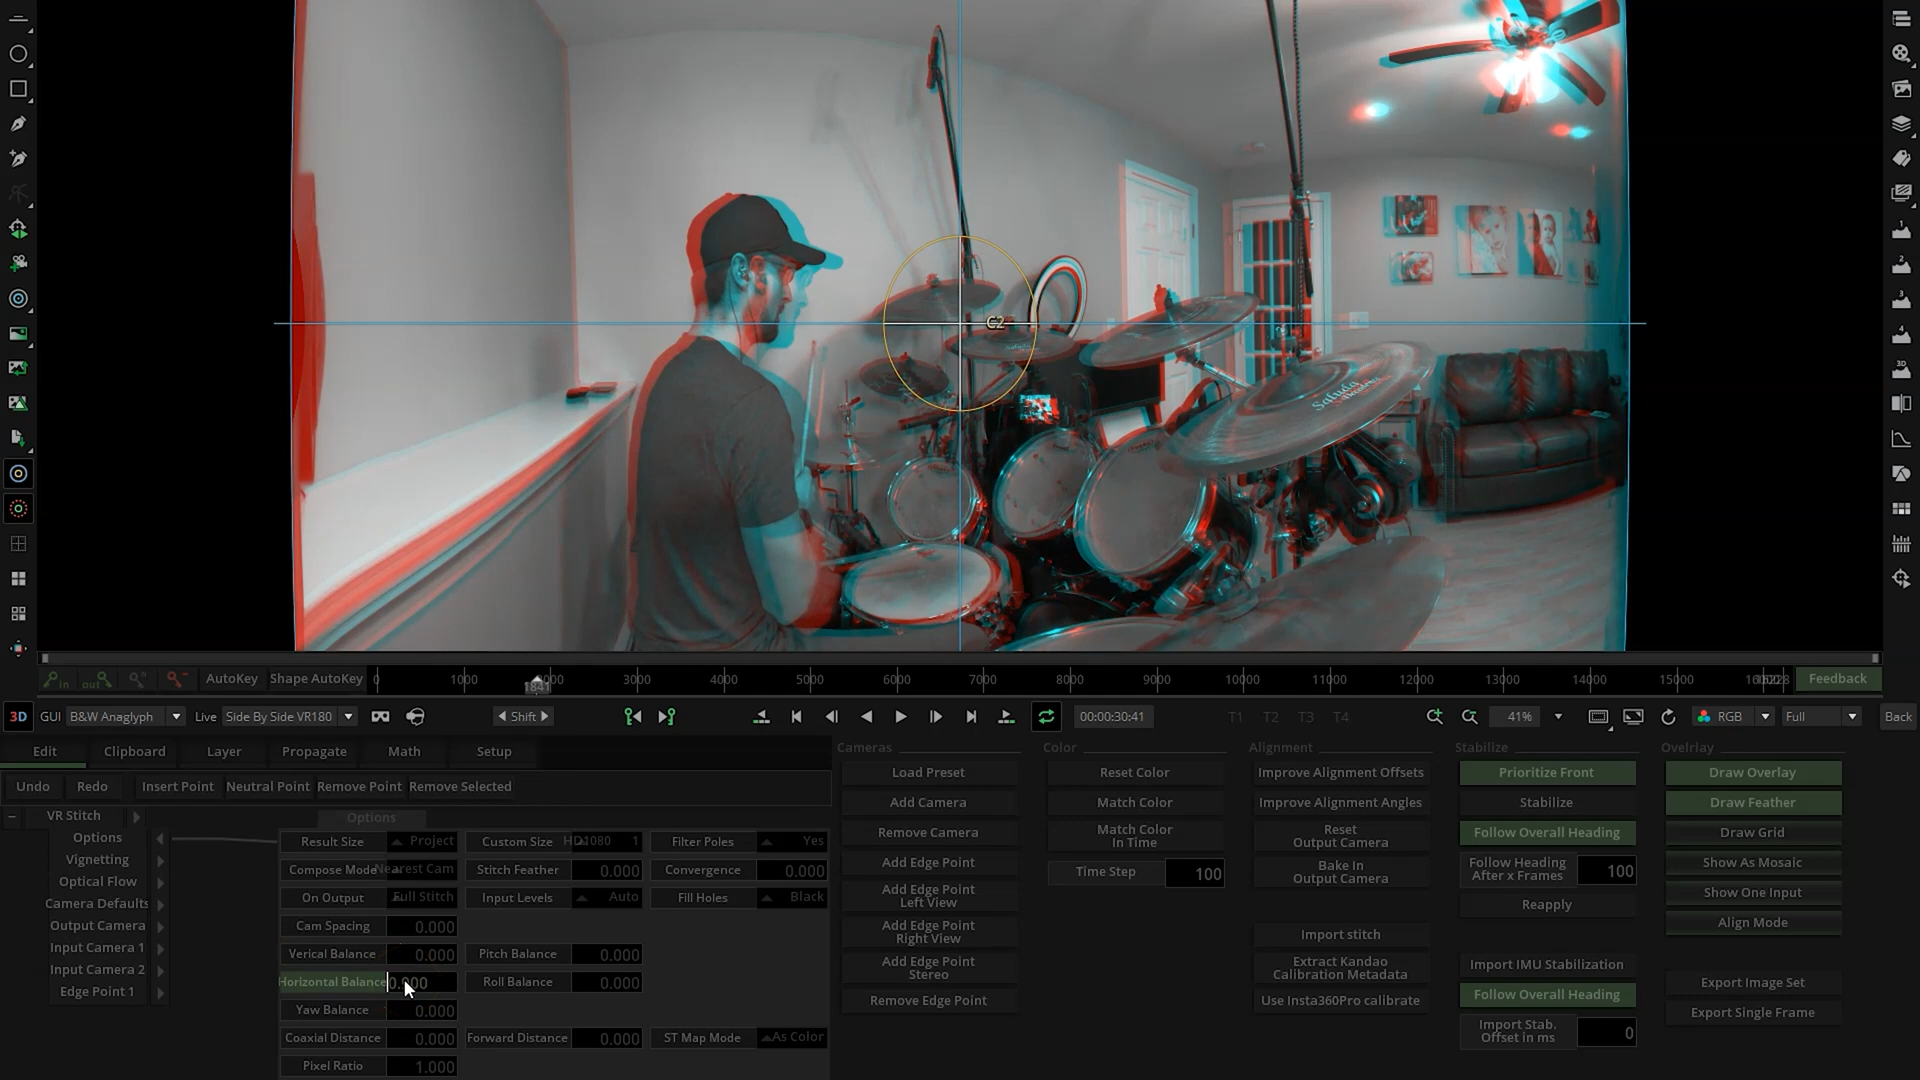 C2
AutoKey
Shape AutoKey
0 1000 3000 4000 5000 6000 7000 8000 9000 10000 11000 12000 13000 14000 15000
1841
Feedback
3D GUI B&W Anaglyph Live Side By Side VR180 Shift 00:00:30:41 T1 T2 T3 T4 41% RGB Full Back
Edit Clipboard Layer Propagate Math Setup
Undo Redo Insert Point Neutral Point Remove Point Remove Selected
VR Stitch
Options
Vignetting
Optical Flow
Camera Defaults
Output Camera
Input Camera 1
Input Camera 2
Edge Point 1
Options
Result Size Project Custom Size HD1080 1 Filter Poles Yes
Compose Mode Nearest Cam Stitch Feather 0.000 Convergence 0.000
On Output Full Stitch Input Levels Auto Fill Holes Black
Cam Spacing 0.000
Verical Balance 0.000 Pitch Balance 0.000
Horizontal Balance 0.000 Roll Balance 0.000
Yaw Balance 0.000
Coaxial Distance 0.000 Forward Distance 0.000 ST Map Mode As Color
Pixel Ratio 1.000
Cameras
Load Preset
Add Camera
Remove Camera
Add Edge Point
Add Edge Point
Left View
Add Edge Point
Right View
Add Edge Point
Stereo
Remove Edge Point
Color
Reset Color
Match Color
Match Color
In Time
Time Step 100
Alignment
Improve Alignment Offsets
Improve Alignment Angles
Reset
Output Camera
Bake In
Output Camera
Import stitch
Extract Kandao
Calibration Metadata
Use Insta360Pro calibrate
Stabilize
Prioritize Front
Stabilize
Follow Overall Heading
Follow Heading
After x Frames 100
Reapply
Import IMU Stabilization
Follow Overall Heading
Import Stab.
Offset in ms 0
Ovelrlay
Draw Overlay
Draw Feather
Draw Grid
Show As Mosaic
Show One Input
Align Mode
Export Image Set
Export Single Frame